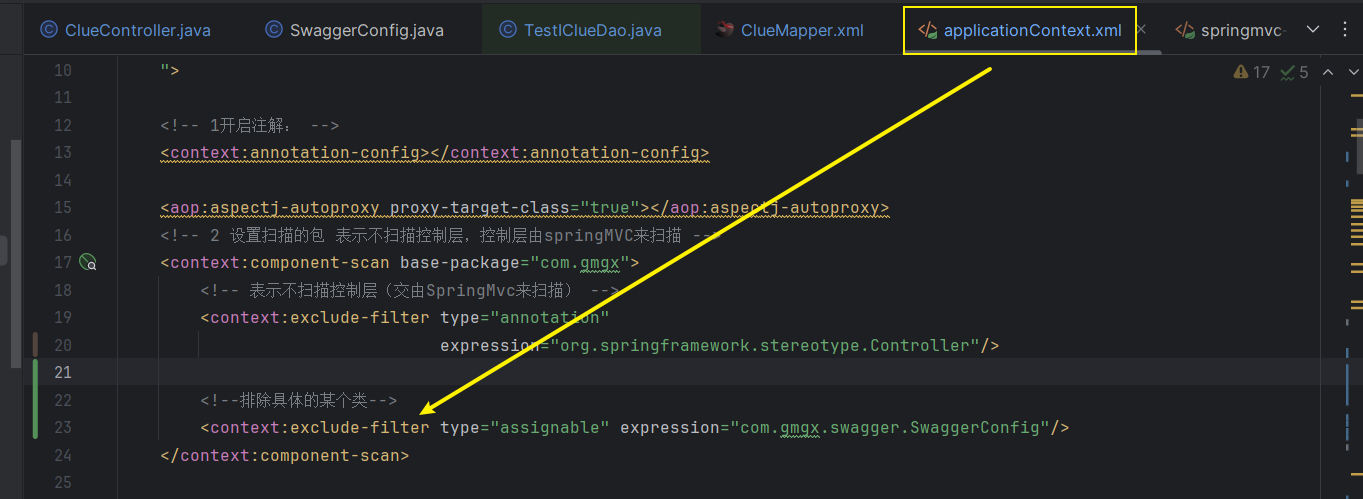 ClueController.java SwaggerConfig.java TestIClueDao.java ClueMapper.xml applicationContext.xml springmvc
17 5
10 ">
11
12 <!-- 1开启注解： -->
13 <context:annotation-config></context:annotation-config>
14
15 <aop:aspectj-autoproxy proxy-target-class="true"></aop:aspectj-autoproxy>
16 <!-- 2 设置扫描的包 表示不扫描控制层，控制层由springMVC来扫描 -->
17 <context:component-scan base-package="com.gmgx">
18 <!-- 表示不扫描控制层（交由SpringMvc来扫描） -->
19 <context:exclude-filter type="annotation"
20 expression="org.springframework.stereotype.Controller"/>
21
22 <!--排除具体的某个类-->
23 <context:exclude-filter type="assignable" expression="com.gmgx.swagger.SwaggerConfig"/>
24 </context:component-scan>
25